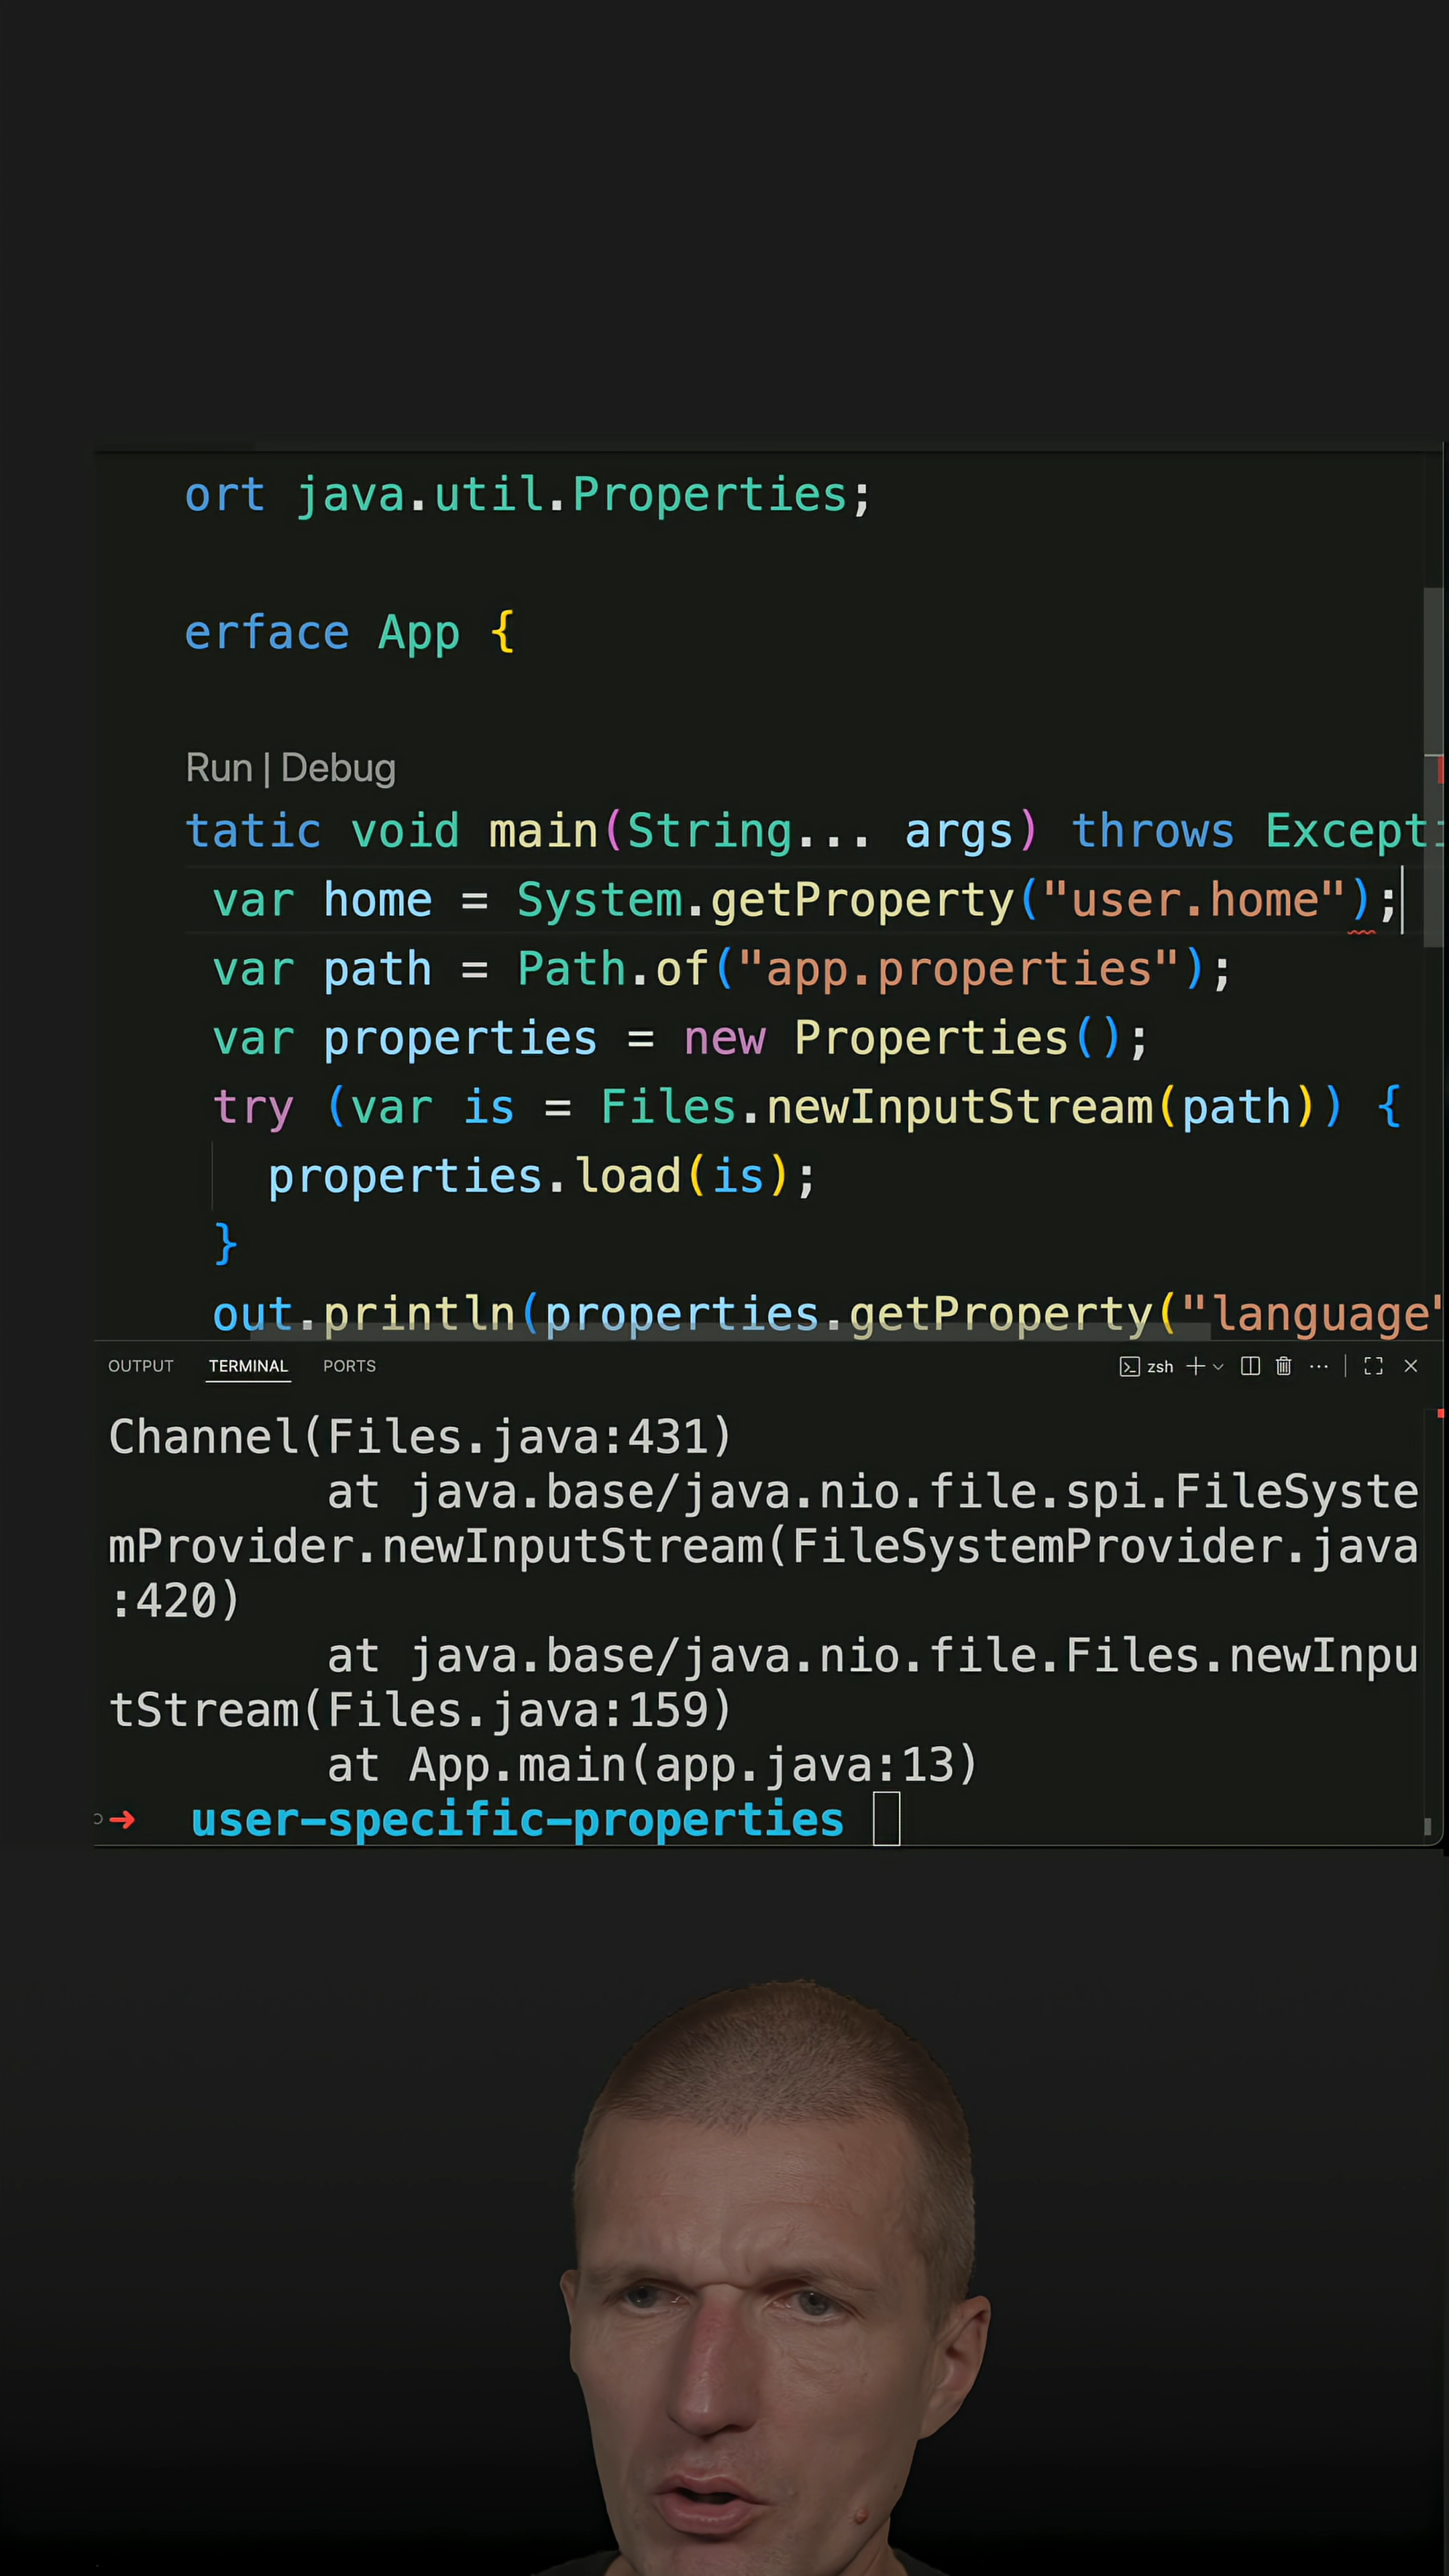 ort java.util.Properties;
erface App {
Run | Debug
tatic void main(String... args) throws Excepti
var home = System.getProperty("user.home");
var path = Path.of("app.properties");
var properties = new Properties();
try (var is = Files.newInputStream(path)) {
properties.load(is);
}
out.println(properties.getProperty("language"
OUTPUT TERMINAL PORTS zsh
Channel(Files.java:431)
at java.base/java.nio.file.spi.FileSyste
mProvider.newInputStream(FileSystemProvider.java
:420)
at java.base/java.nio.file.Files.newInpu
tStream(Files.java:159)
at App.main(app.java:13)
➜ user-specific-properties